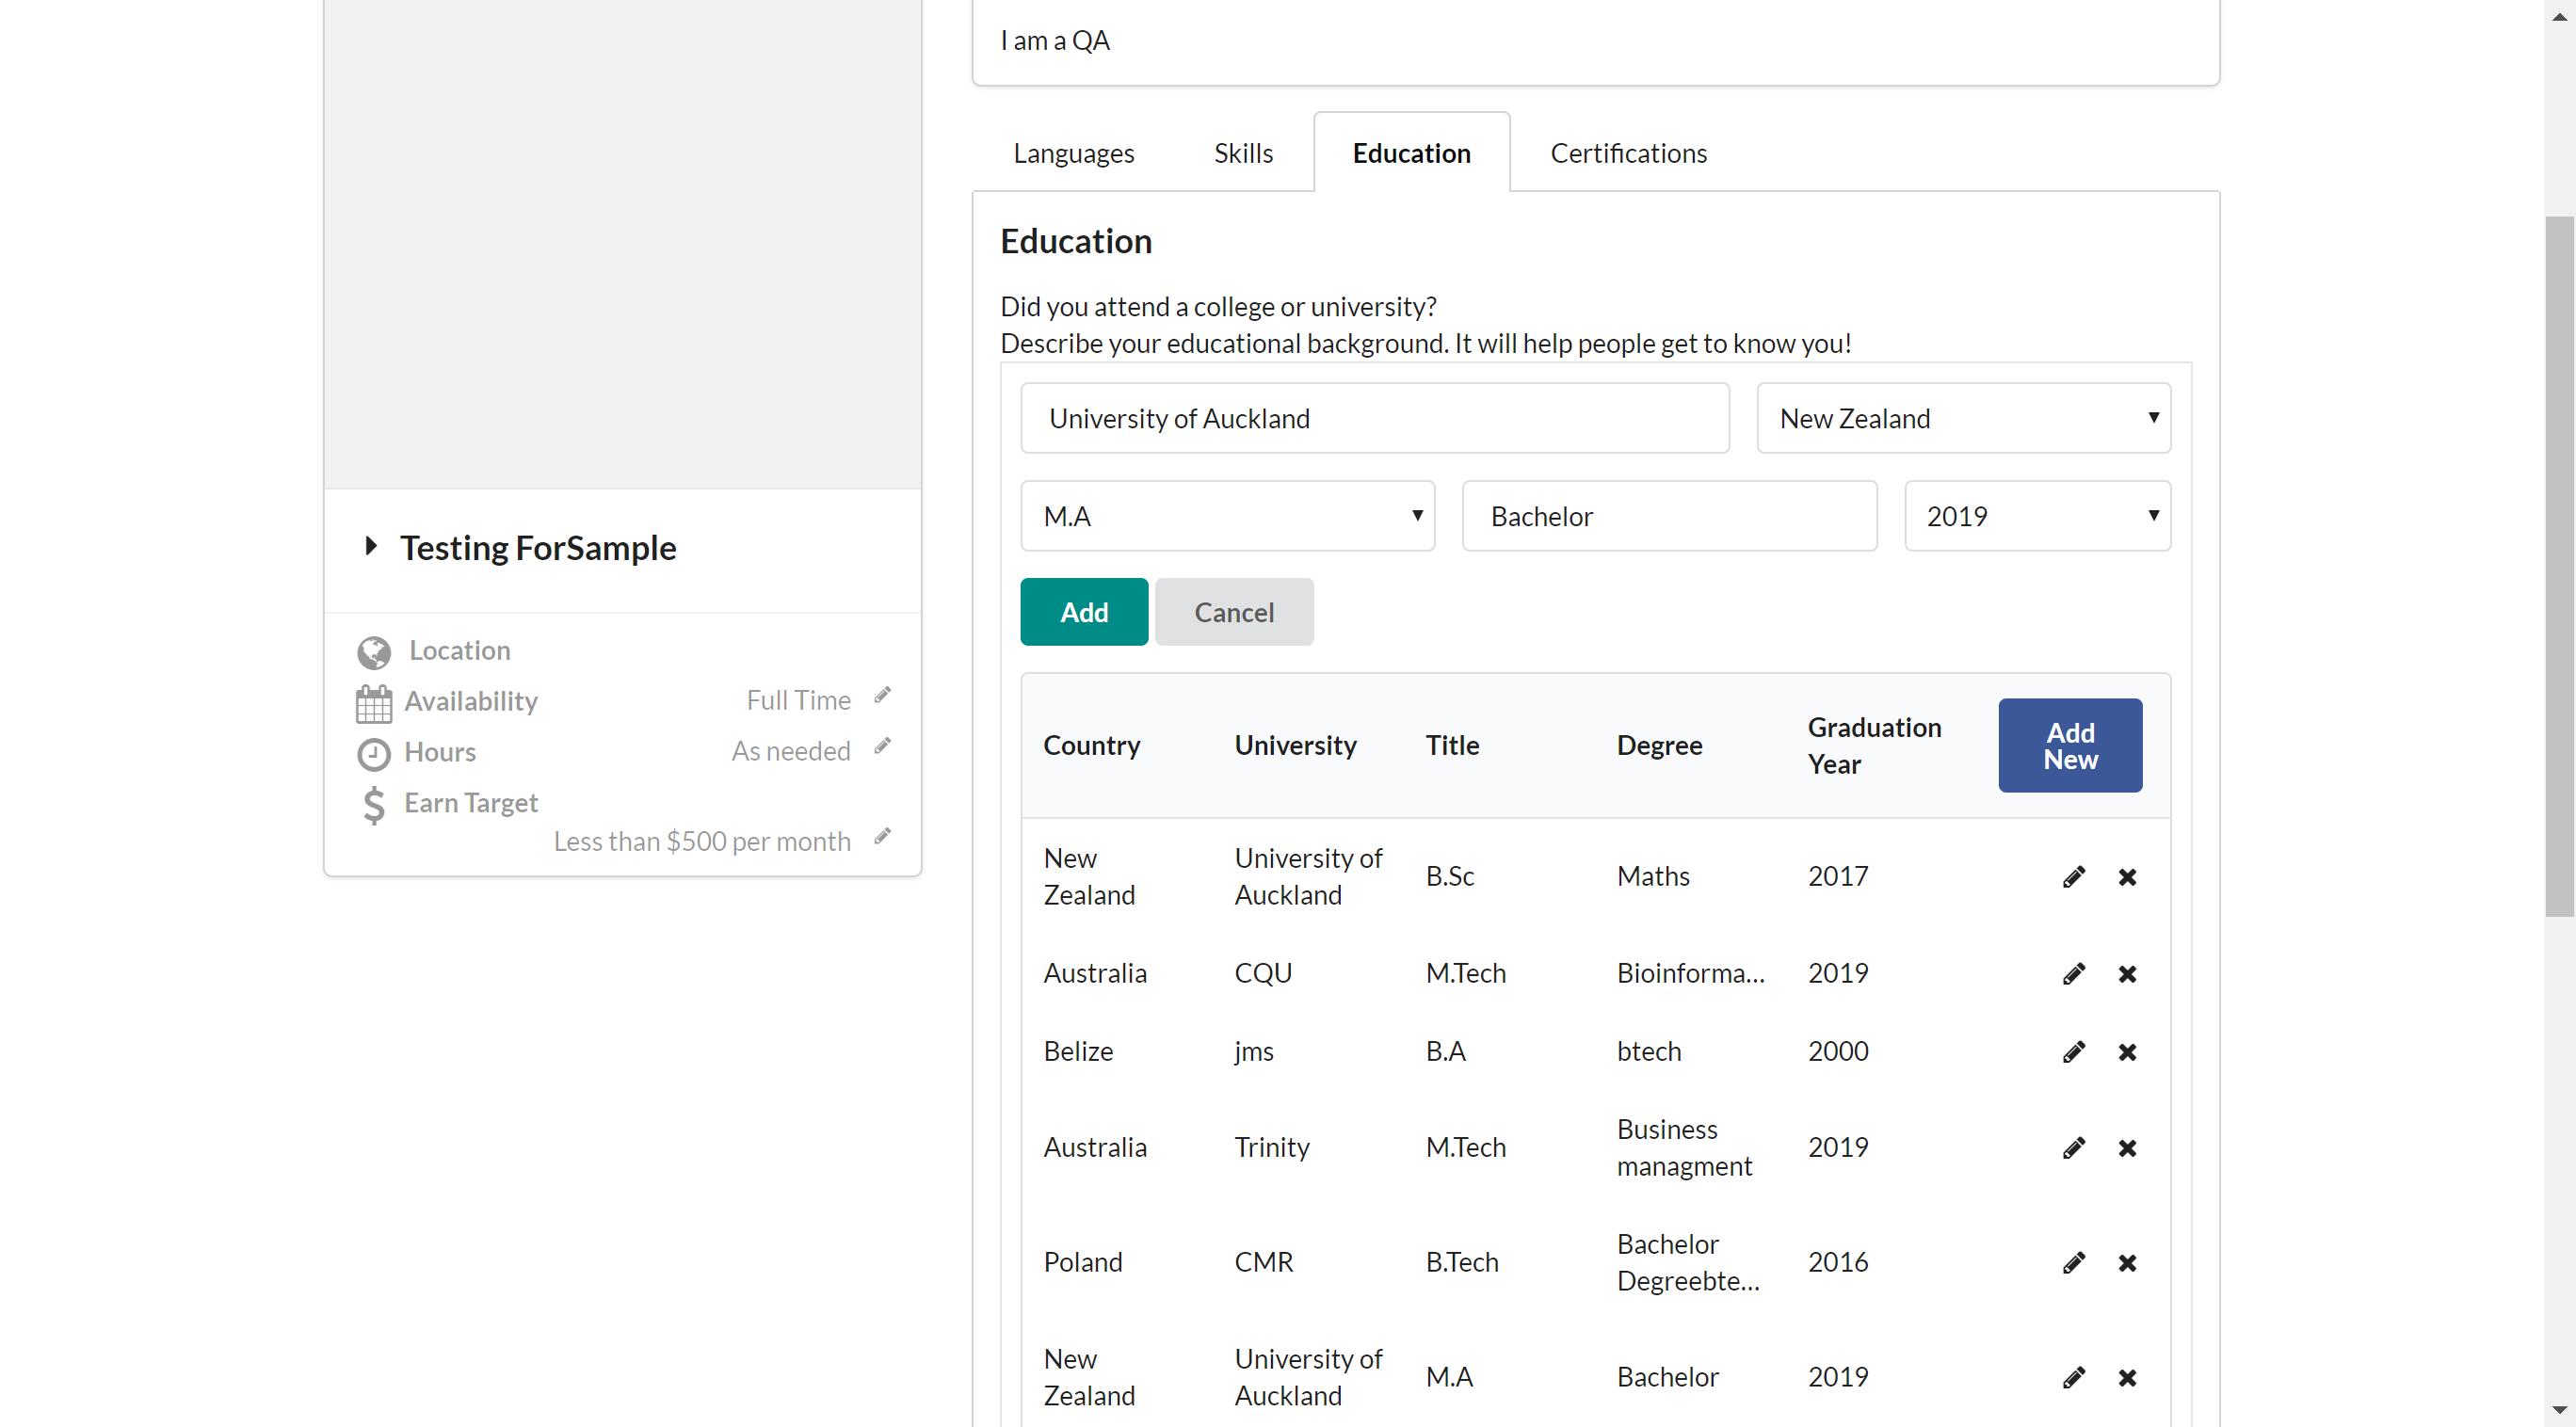 I am a QA
Languages Skills Education Certifications
Education
Did you attend a college or university?
Describe your educational background. It will help people get to know you!
University of Auckland New Zealand
M.A Bachelor 2019
Add Cancel
Testing ForSample
Location
Availability Full Time
Hours As needed
Earn Target
Less than $500 per month
Country University Title Degree Graduation Year Add New
New Zealand University of Auckland B.Sc Maths 2017
Australia CQU M.Tech Bioinforma... 2019
Belize jms B.A btech 2000
Australia Trinity M.Tech Business managment 2019
Poland CMR B.Tech Bachelor Degreebte... 2016
New Zealand University of Auckland M.A Bachelor 2019